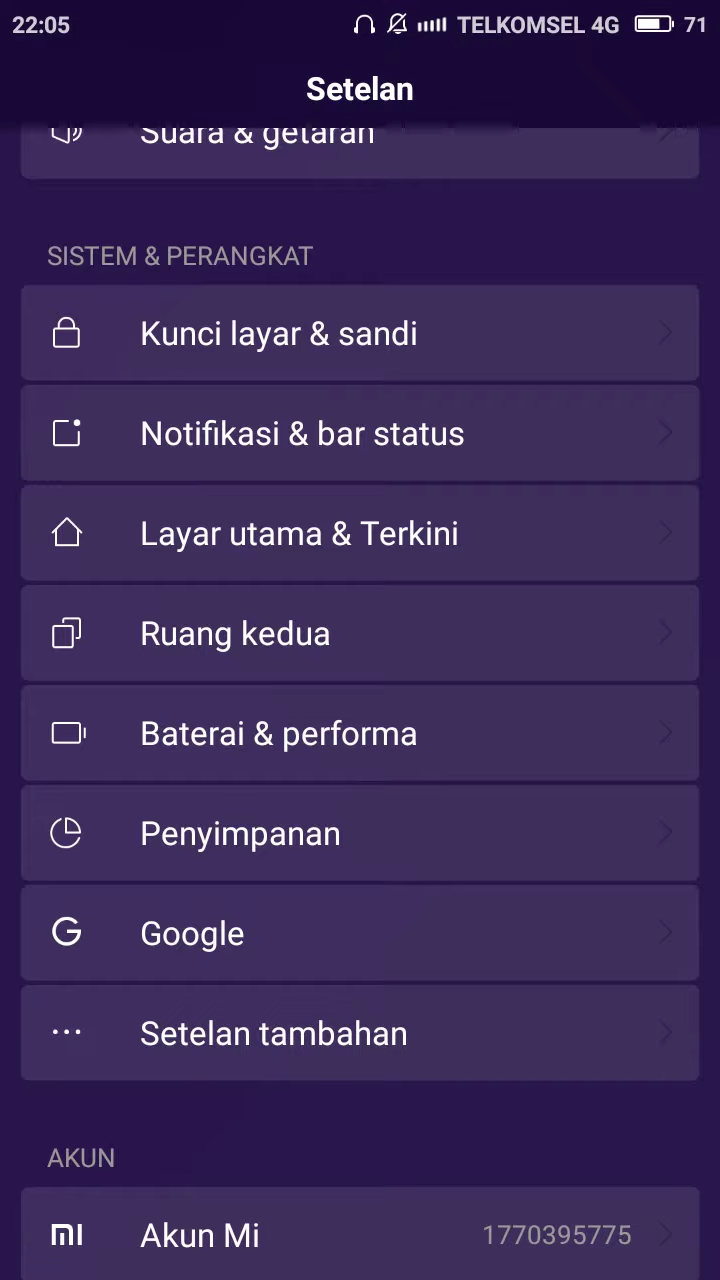 22:05 TELKOMSEL 4G 71
Setelan
Suara & getaran
SISTEM & PERANGKAT
Kunci layar & sandi
Notifikasi & bar status
Layar utama & Terkini
Ruang kedua
Baterai & performa
Penyimpanan
G Google
Setelan tambahan
AKUN
MI Akun Mi 1770395775